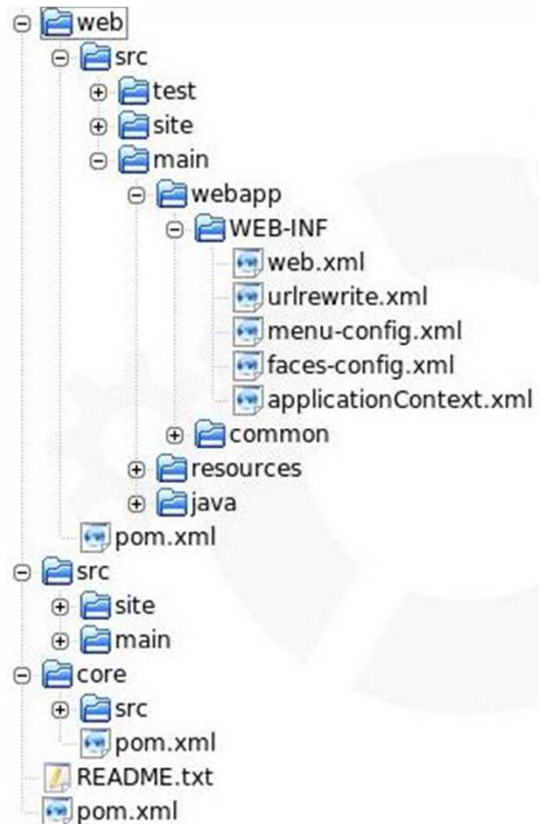 web
src
test
site
main
webapp
WEB-INF
web.xml
urlrewrite.xml
menu-config.xml
faces-config.xml
applicationContext.xml
common
resources
java
pom.xml
src
site
main
core
src
pom.xml
README.txt
pom.xml